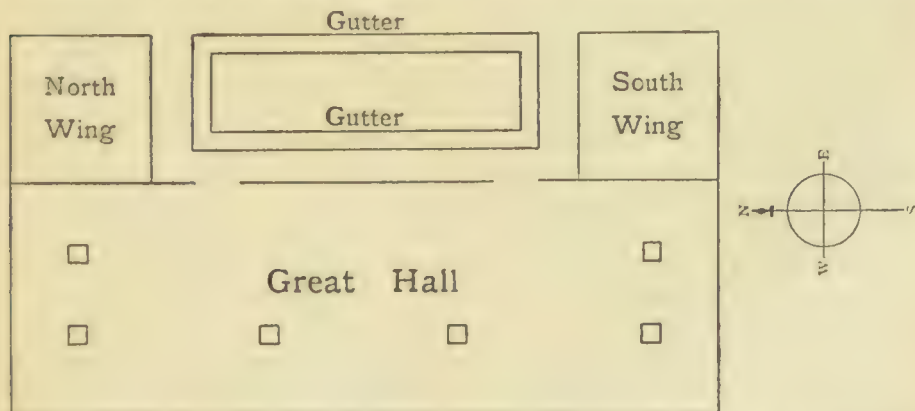 Gutter
North
Wing
Gutter
South
Wing
E
N
S
W
Great Hall